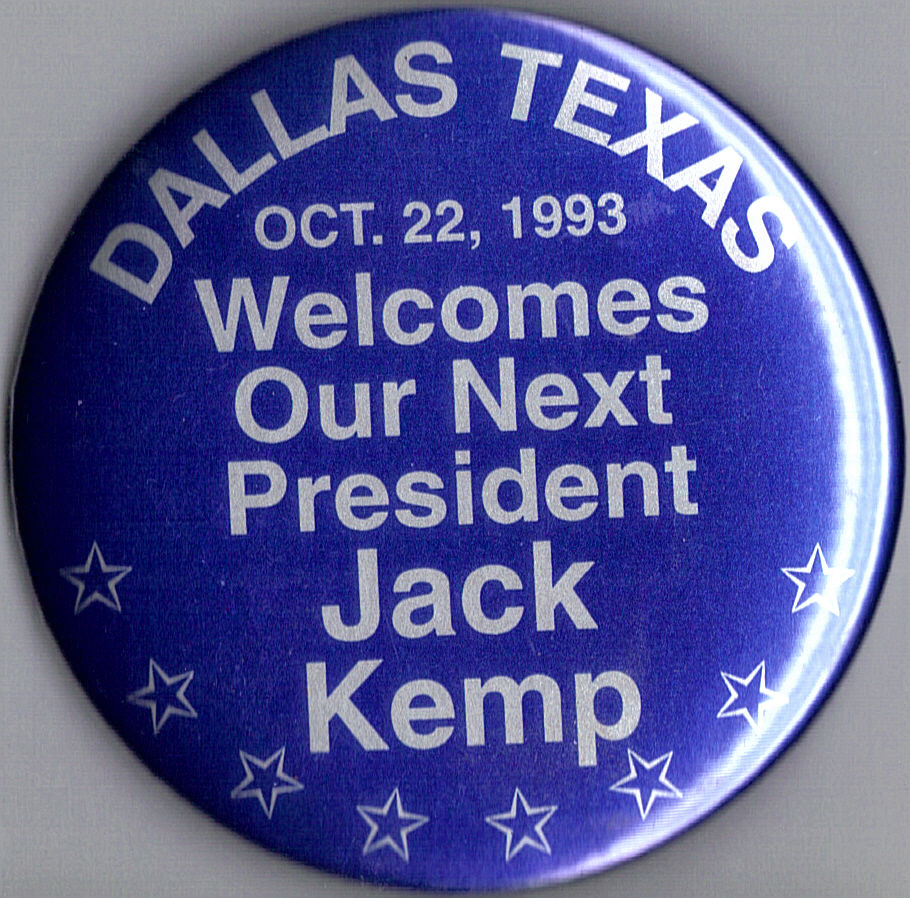 DALLAS TEXAS
OCT. 22, 1993
Welcomes
Our Next
President
Jack
Kemp